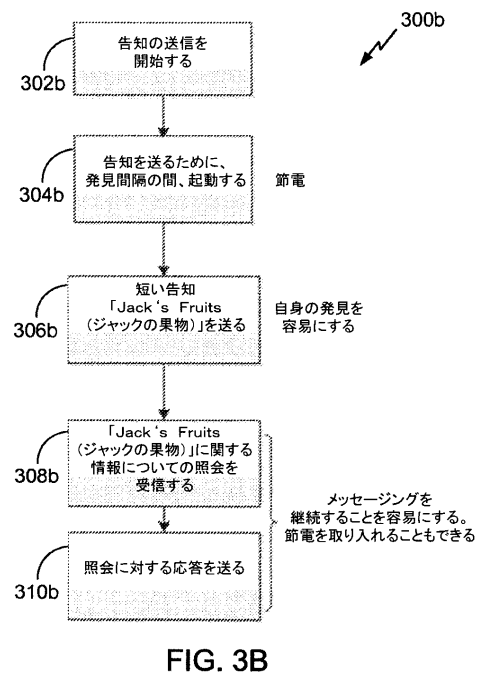 300b
告知の送信を
開始する
302b
告知を送るために、
発見間隔の間、起動する
304b
節電
短い告知
「Jack‘s Fruits
(ジャックの果物)」を送る
306b
自身の発見を
容易にする
「Jack‘s Fruits
(ジャックの果物)」に関する
情報についての照会を
受信する
308b
メッセージングを
継続することを容易にする。
節電を取り入れることもできる
照会に対する応答を送る
310b
FIG. 3B